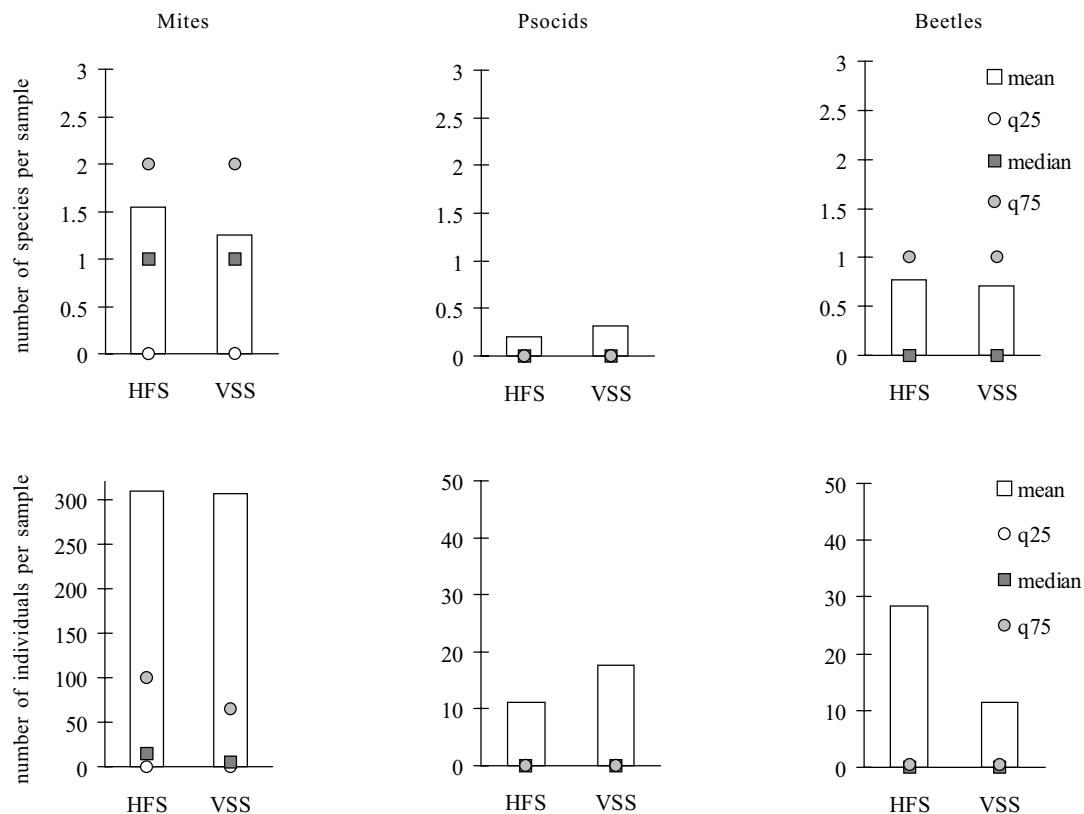 Mites
Psocids
Beetles
number of species per sample
3
2.5
2
1.5
1
0.5
0
HFS VSS
3
2.5
2
1.5
1
0.5
0
HFS VSS
3
2.5
2
1.5
1
0.5
0
HFS VSS
mean
q25
median
q75
number of individuals per sample
300
250
200
150
100
50
0
HFS VSS
50
40
30
20
10
0
HFS VSS
50
40
30
20
10
0
HFS VSS
mean
q25
median
q75